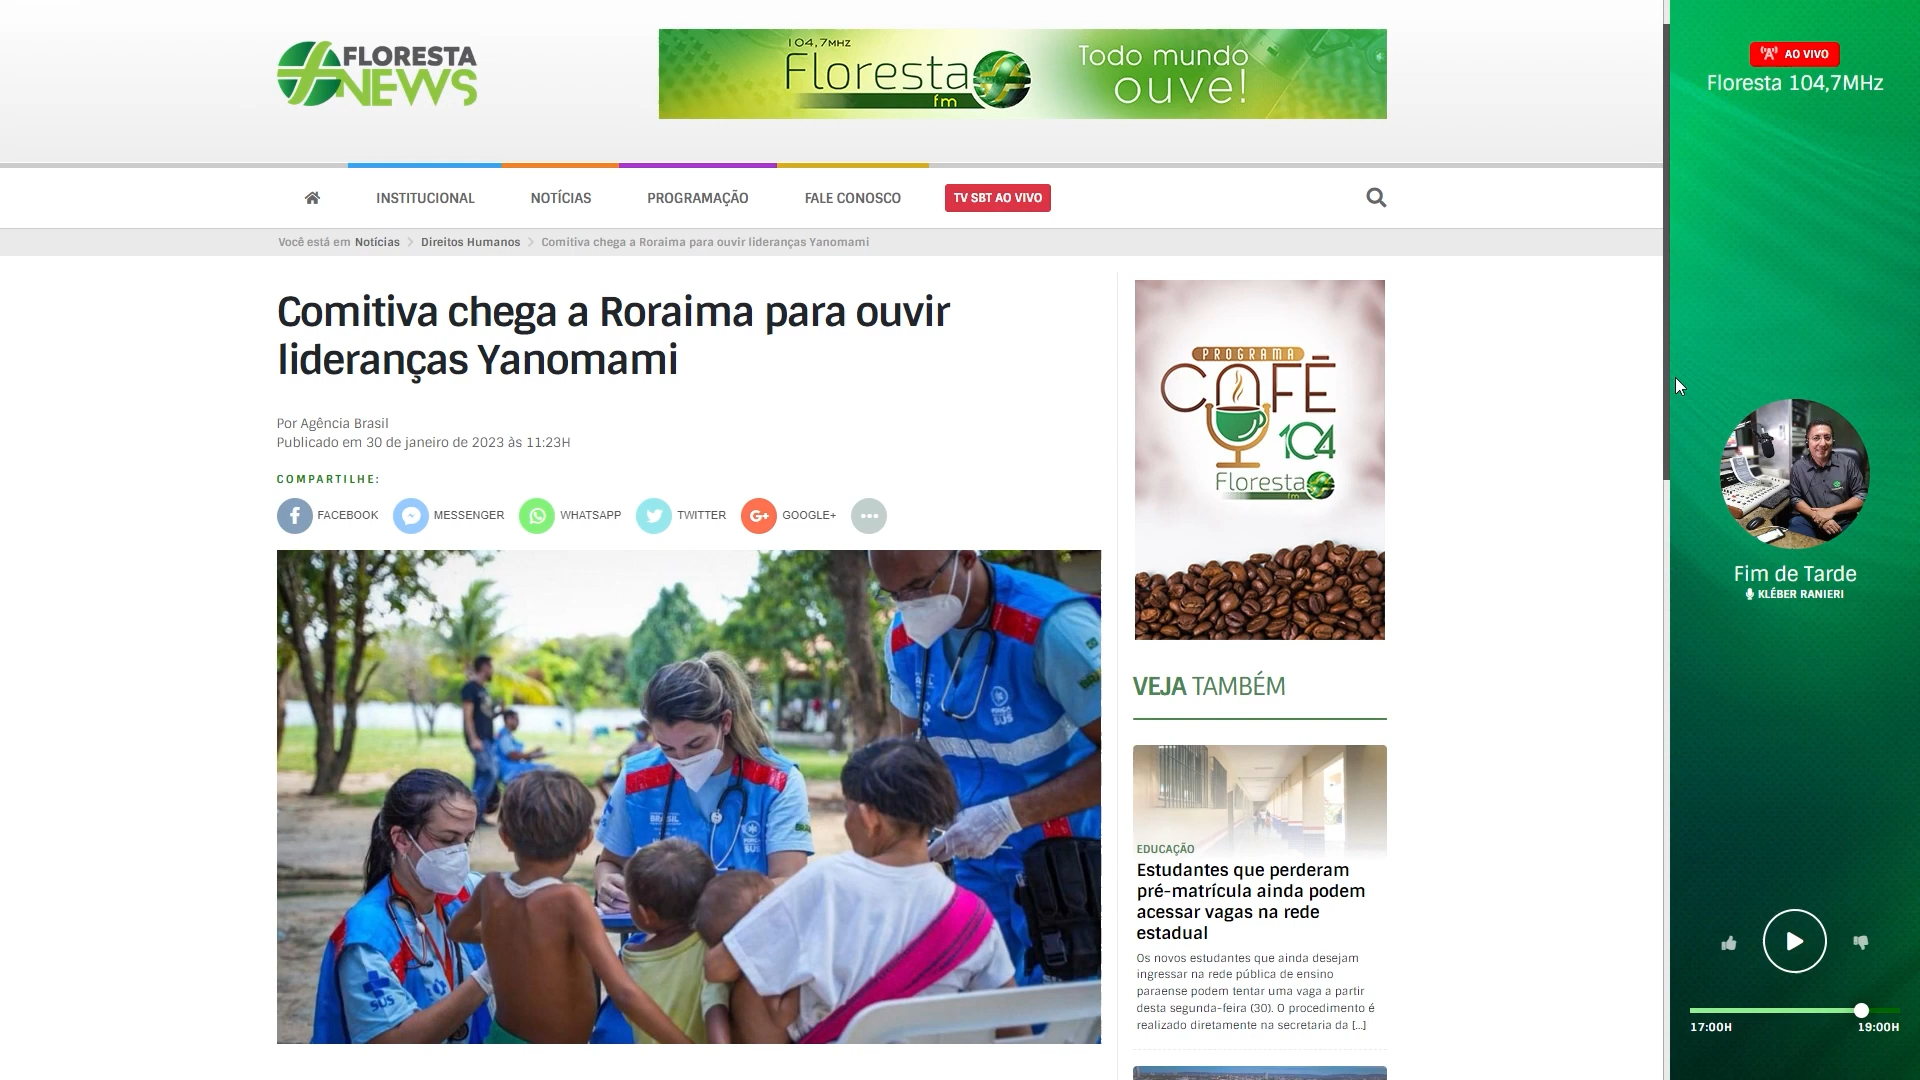 FLORESTA
NEWS
104,7MHZ
Floresta
fm
Todo mundo
ouve!
AO VIVO
Floresta 104,7MHz
INSTITUCIONAL
NOTÍCIAS
PROGRAMAÇÃO
FALE CONOSCO
TV SBT AO VIVO
Você está em Notícias > Direitos Humanos > Comitiva chega a Roraima para ouvir lideranças Yanomami
Comitiva chega a Roraima para ouvir
lideranças Yanomami
Por Agência Brasil
Publicado em 30 de janeiro de 2023 às 11:23H
COMPARTILHE:
FACEBOOK
MESSENGER
WHATSAPP
TWITTER
GOOGLE+
BRASIL
SUS
SUS
SUS
PROGRAMA
CAFÉ
104
Floresta
fm
VEJA TAMBÉM
EDUCAÇÃO
Estudantes que perderam
pré-matrícula ainda podem
acessar vagas na rede
estadual
Os novos estudantes que ainda desejam
ingressar na rede pública de ensino
paraense podem tentar uma vaga a partir
desta segunda-feira (30). O procedimento é
realizado diretamente na secretaria da [...]
Fim de Tarde
KLÉBER RANIERI
17:00H
19:00H